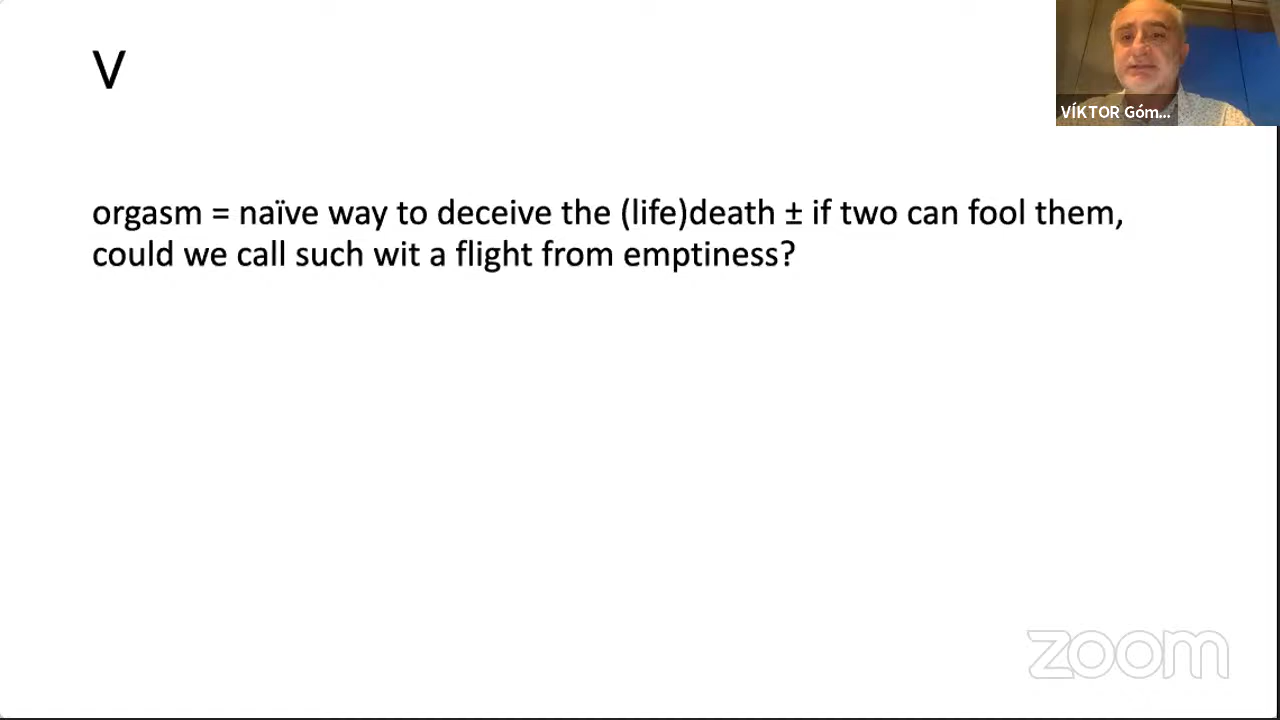 V
VÍKTOR Góm...
orgasm = naïve way to deceive the (life)death ± if two can fool them,
could we call such wit a flight from emptiness?
zoom